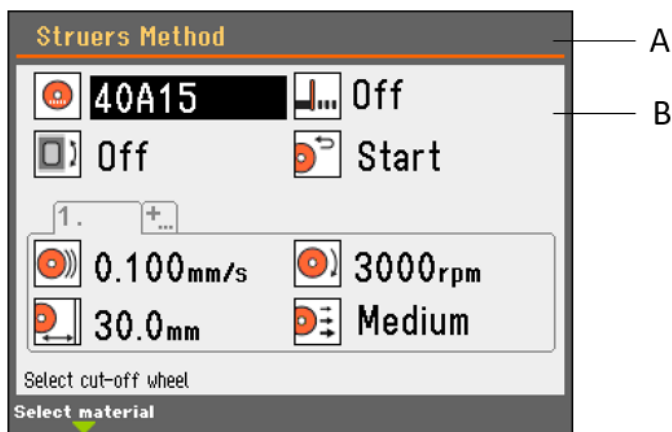 Struers Method
A
40A15 Off
B
Off Start
1. +...
0.100mm/s 3000rpm
30.0mm Medium
Select cut-off wheel
Select material